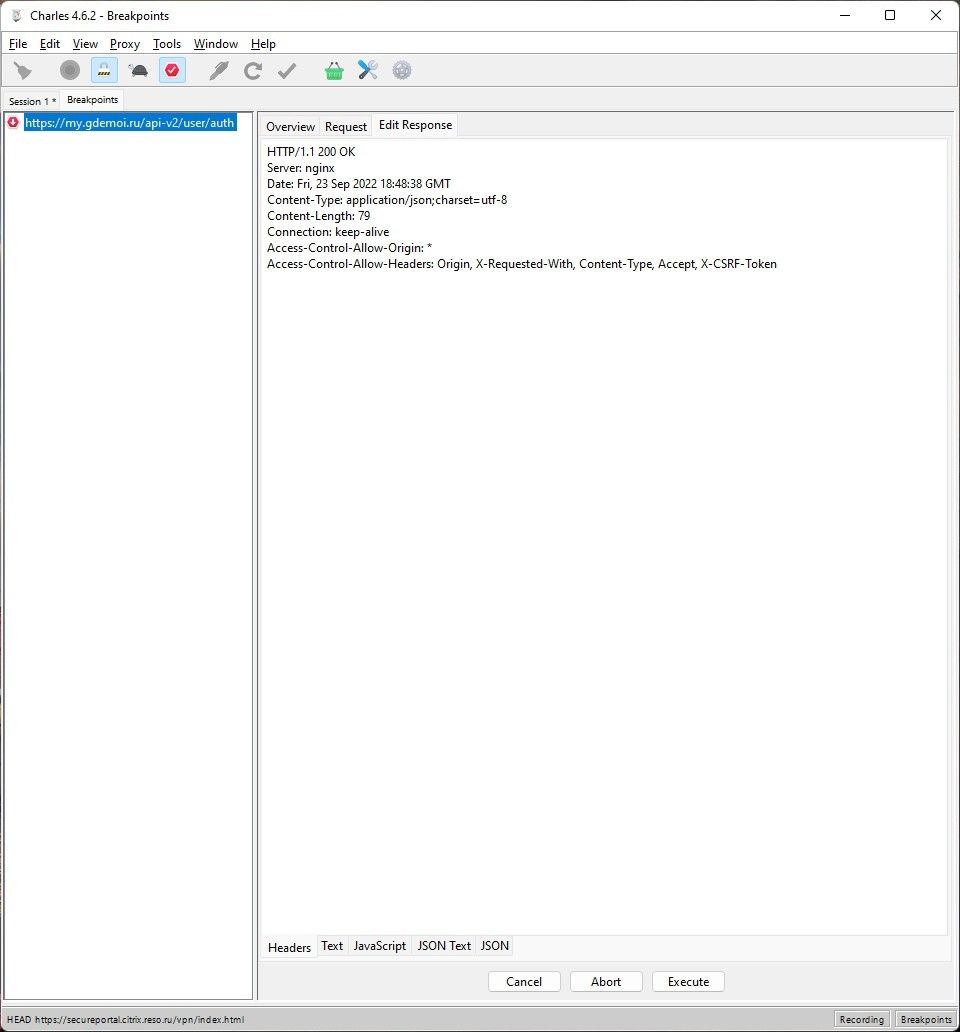 Charles 4.6.2 - Breakpoints
File Edit View Proxy Tools Window Help
Session 1 * Breakpoints
https://my.gdemoi.ru/api-v2/user/auth
Overview Request Edit Response
HTTP/1.1 200 OK
Server: nginx
Date: Fri, 23 Sep 2022 18:48:38 GMT
Content-Type: application/json;charset=utf-8
Content-Length: 79
Connection: keep-alive
Access-Control-Allow-Origin: *
Access-Control-Allow-Headers: Origin, X-Requested-With, Content-Type, Accept, X-CSRF-Token
Headers Text JavaScript JSON Text JSON
Cancel Abort Execute
HEAD https://secureportal.citrix.reso.ru/vpn/index.html Recording Breakpoints